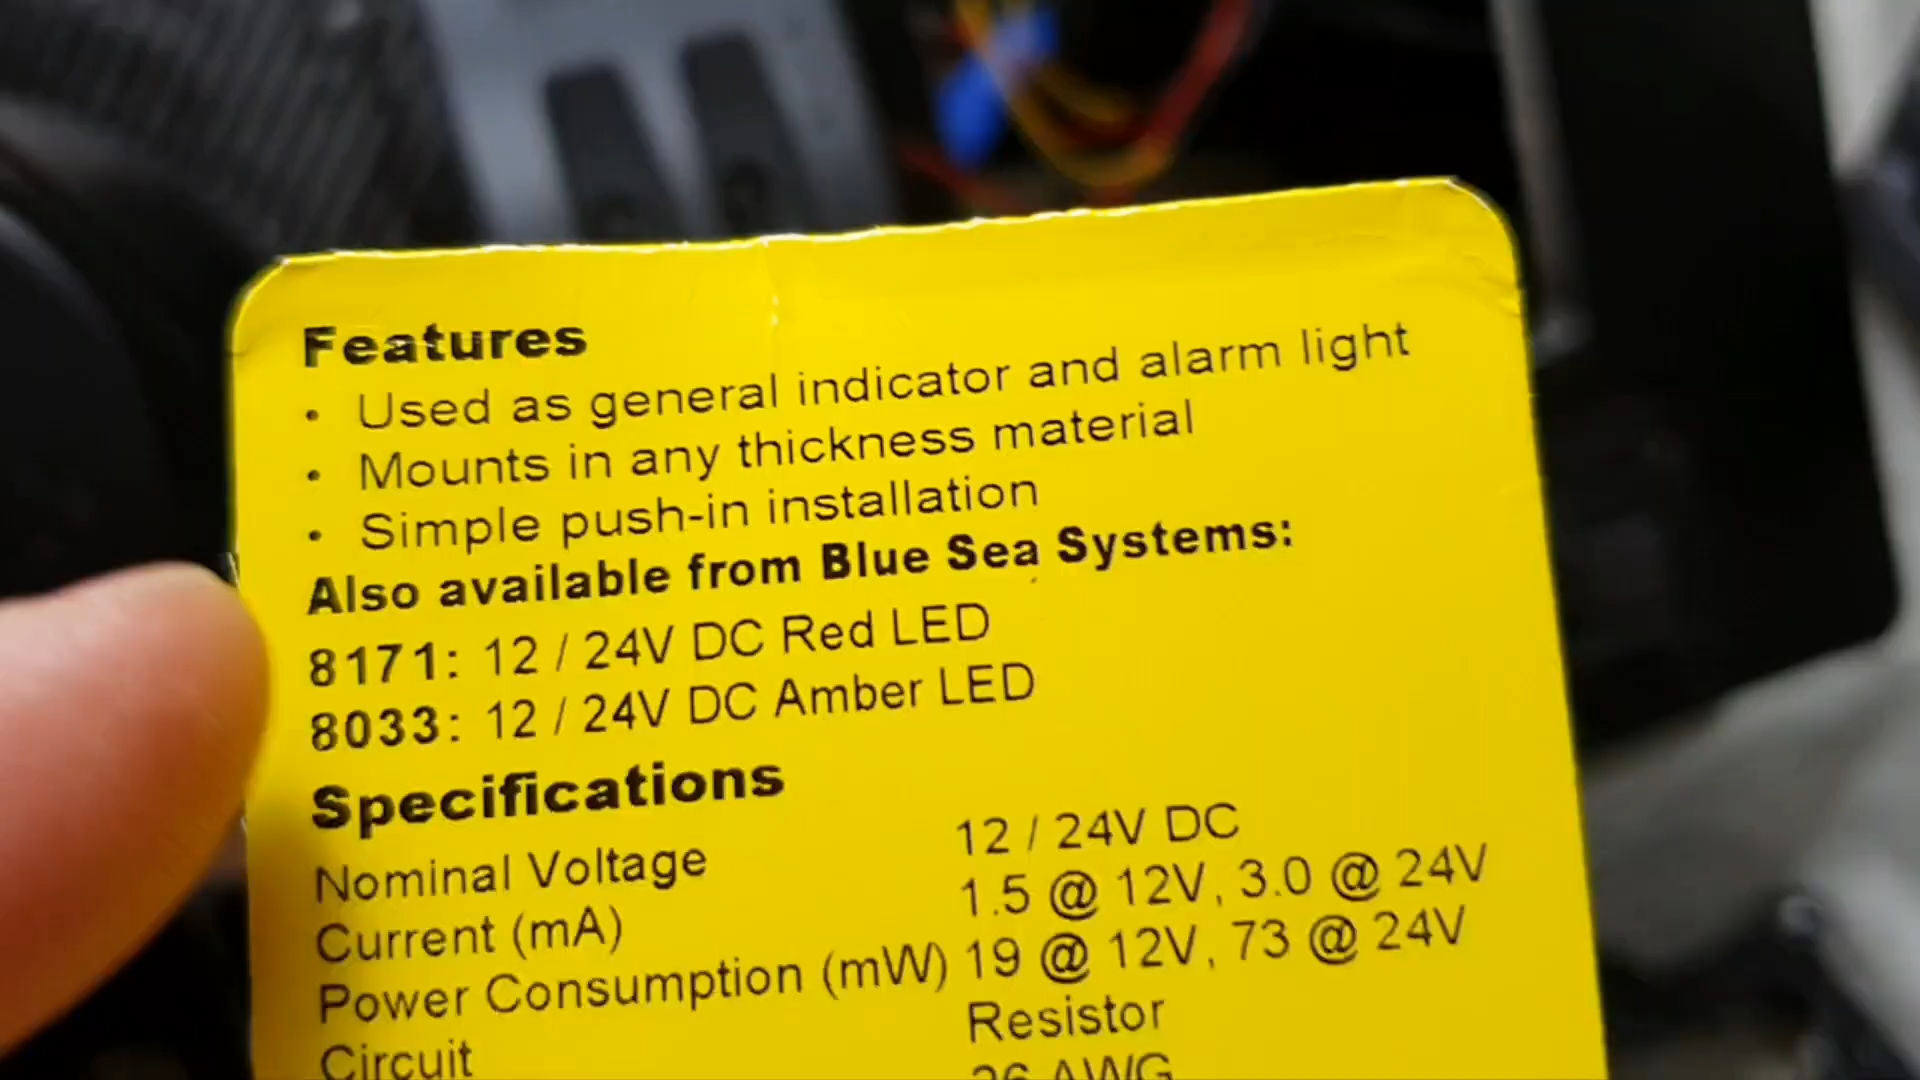 Features
• Used as general indicator and alarm light
• Mounts in any thickness material
• Simple push-in installation
Also available from Blue Sea Systems:
8171: 12 / 24V DC Red LED
8033: 12 / 24V DC Amber LED
Specifications
Nominal Voltage 12 / 24V DC
Current (mA) 1.5 @ 12V, 3.0 @ 24V
Power Consumption (mW) 19 @ 12V, 73 @ 24V
Circuit Resistor
26 AWG